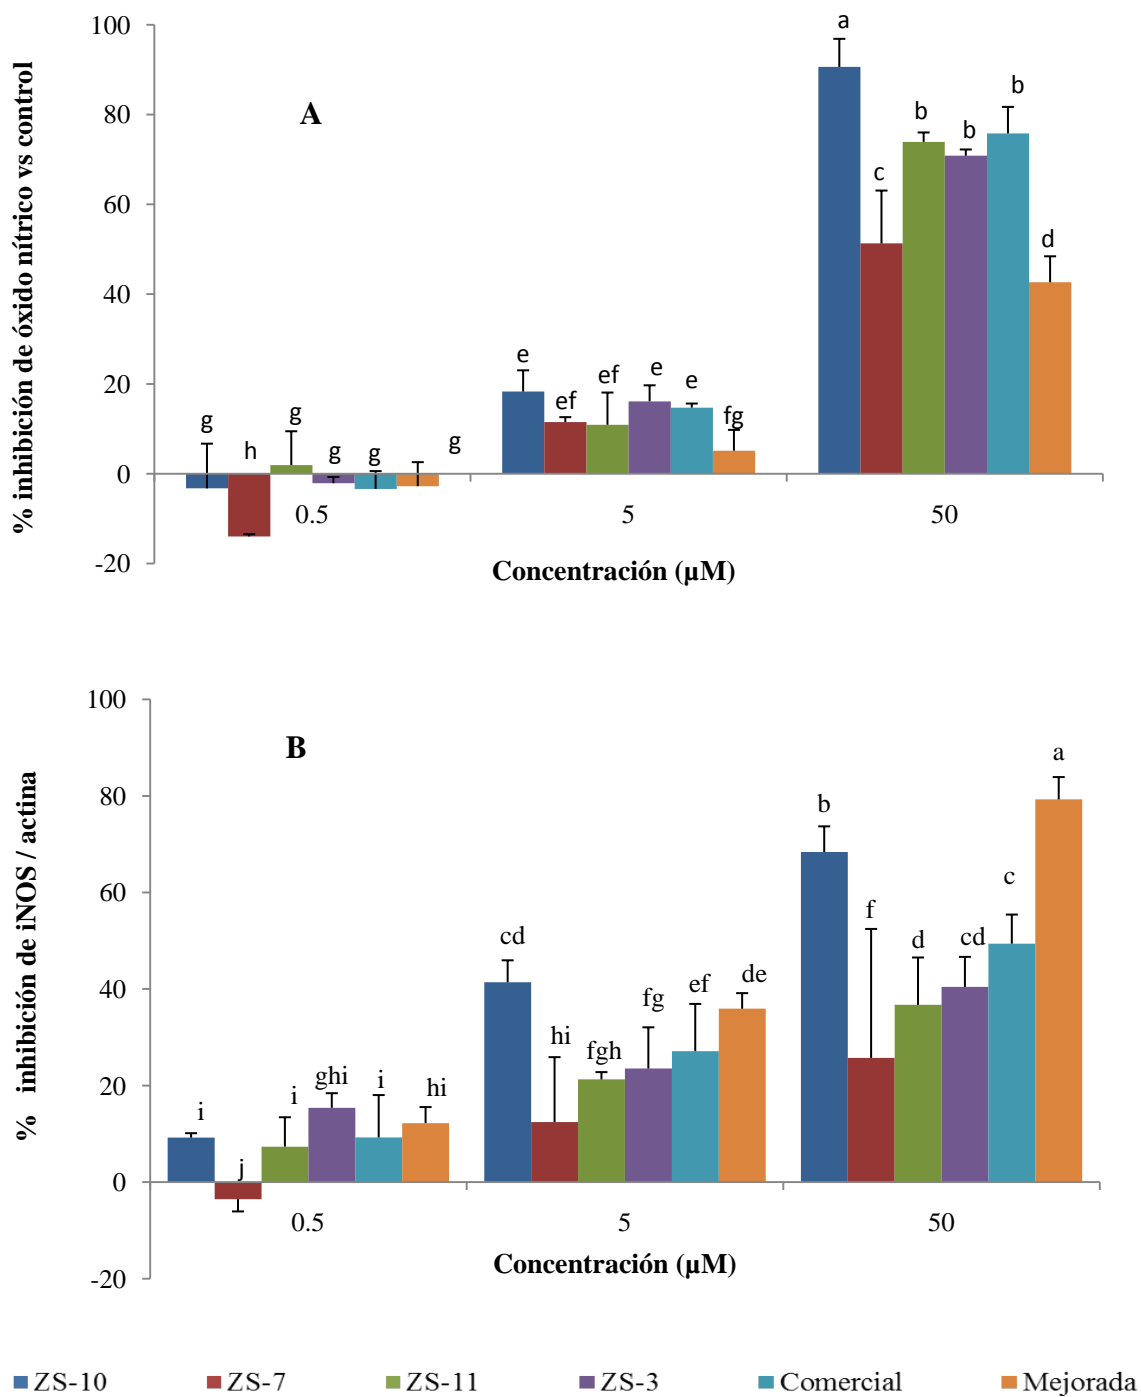 % inhibición de óxido nítrico vs control
100
80
60
40
20
0
-20
A
g
h
g
g
g
g
e
ef
ef
e
e
fg
a
c
b
b
b
d
0.5
5
50
Concentración (µM)
% inhibición de iNOS / actina
100
80
60
40
20
0
-20
B
i
j
i
ghi
i
hi
cd
hi
fgh
fg
ef
de
b
f
d
cd
c
a
0.5
5
50
Concentración (µM)
ZS-10 ZS-7 ZS-11 ZS-3 Comercial Mejorada